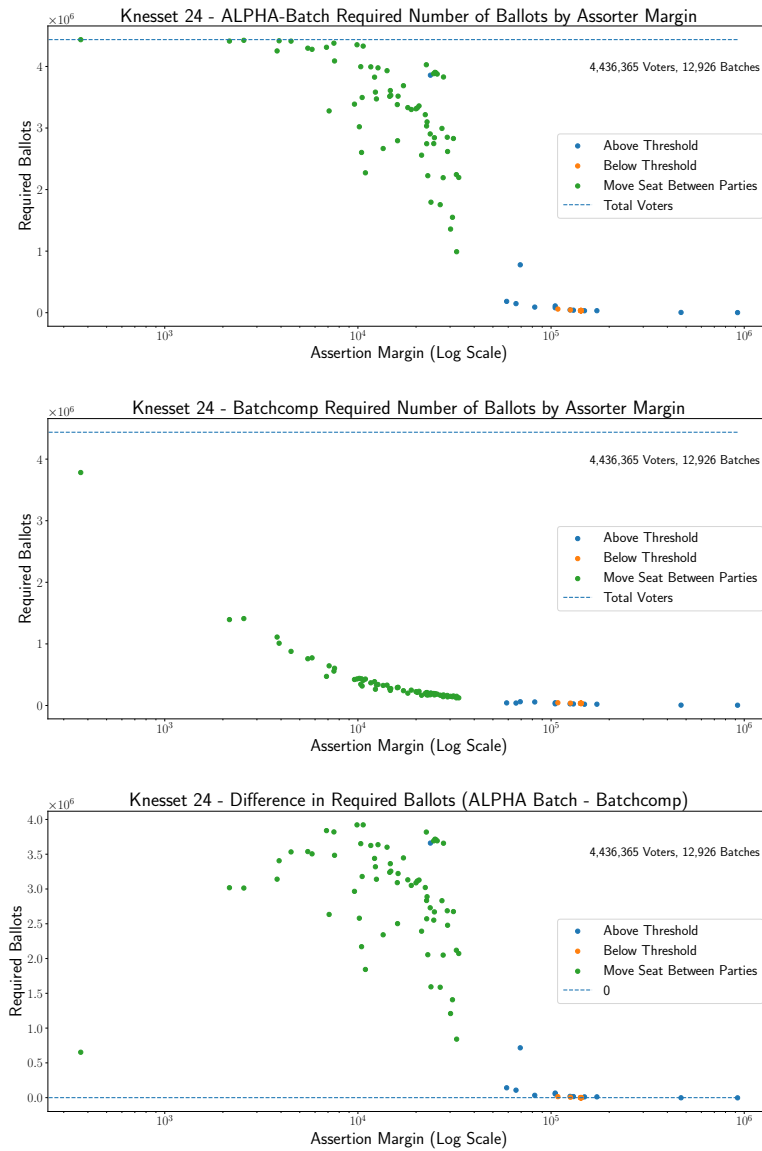 Knesset 24 - ALPHA-Batch Required Number of Ballots by Assorter Margin
×10⁶
4,436,365 Voters, 12,926 Batches
4
3
2
1
0
Required Ballots
Above Threshold
Below Threshold
Move Seat Between Parties
Total Voters
10³
10⁴
10⁵
10⁶
Assertion Margin (Log Scale)
Knesset 24 - Batchcomp Required Number of Ballots by Assorter Margin
×10⁶
4,436,365 Voters, 12,926 Batches
4
3
2
1
0
Required Ballots
Above Threshold
Below Threshold
Move Seat Between Parties
Total Voters
10³
10⁴
10⁵
10⁶
Assertion Margin (Log Scale)
Knesset 24 - Difference in Required Ballots (ALPHA Batch - Batchcomp)
×10⁶
4,436,365 Voters, 12,926 Batches
4.0
3.5
3.0
2.5
2.0
1.5
1.0
0.5
0.0
Required Ballots
Above Threshold
Below Threshold
Move Seat Between Parties
0
10³
10⁴
10⁵
10⁶
Assertion Margin (Log Scale)